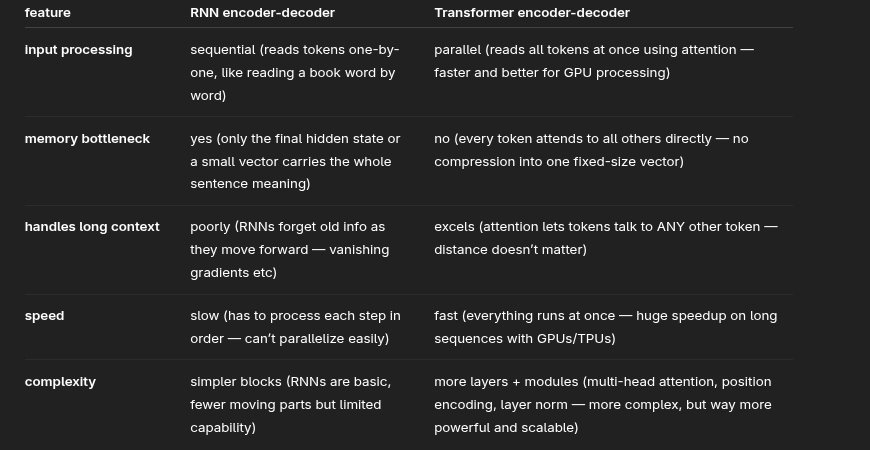 feature RNN encoder-decoder Transformer encoder-decoder
input processing sequential (reads tokens one-by- parallel (reads all tokens at once using attention —
one, like reading a book word by faster and better for GPU processing)
word)
memory bottleneck yes (only the final hidden state or no (every token attends to all others directly — no
a small vector carries the whole compression into one fixed-size vector)
sentence meaning)
handles long context poorly (RNNs forget old info as excels (attention lets tokens talk to ANY other token —
they move forward — vanishing distance doesn’t matter)
gradients etc)
speed slow (has to process each step in fast (everything runs at once — huge speedup on long
order — can’t parallelize easily) sequences with GPUs/TPUs)
complexity simpler blocks (RNNs are basic, more layers + modules (multi-head attention, position
fewer moving parts but limited encoding, layer norm — more complex, but way more
capability) powerful and scalable)